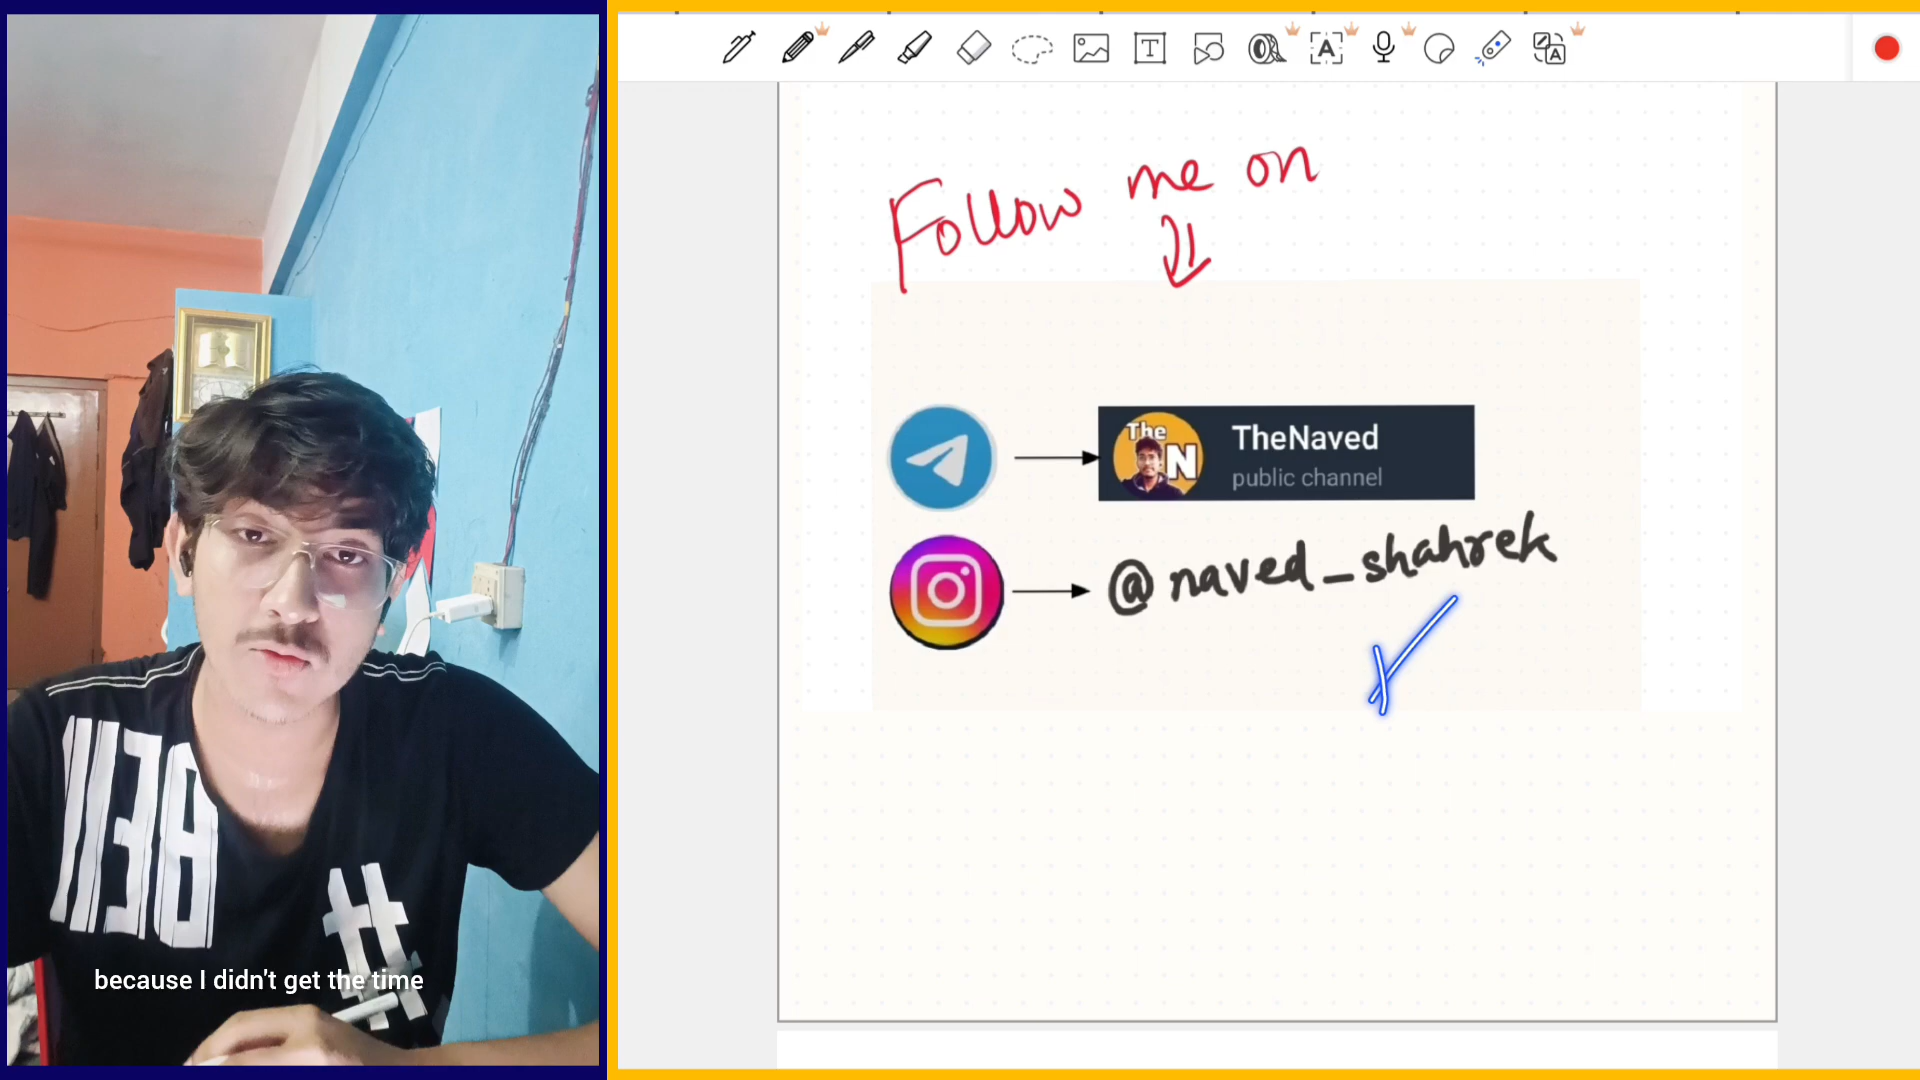 Follow me on
The
N
TheNaved
public channel
@naved_shahrek
because I didn't get the time